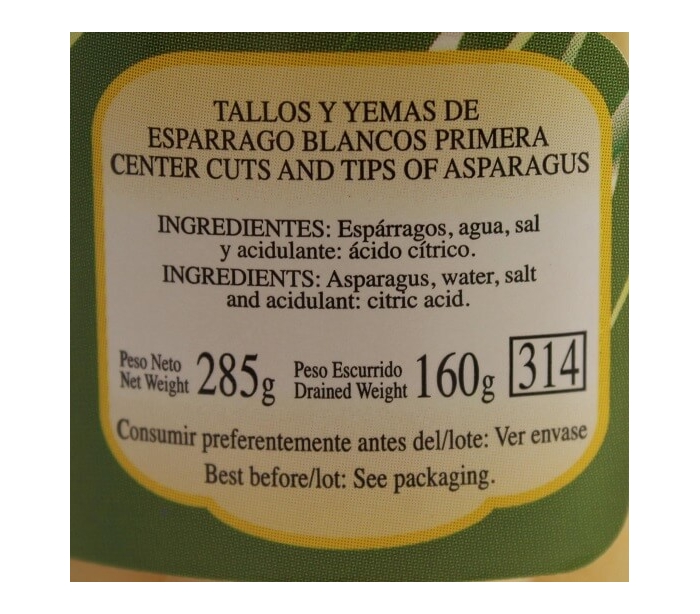 TALLOS Y YEMAS DE
ESPARRAGO BLANCOS PRIMERA
CENTER CUTS AND TIPS OF ASPARAGUS
INGREDIENTES: Espárragos, agua, sal
y acidulante: ácido cítrico.
INGREDIENTS: Asparagus, water, salt
and acidulant: citric acid.
Peso Neto
Net Weight 285g
Peso Escurrido
Drained Weight 160g
314
Consumir preferentemente antes del/lote: Ver envase
Best before/lot: See packaging.